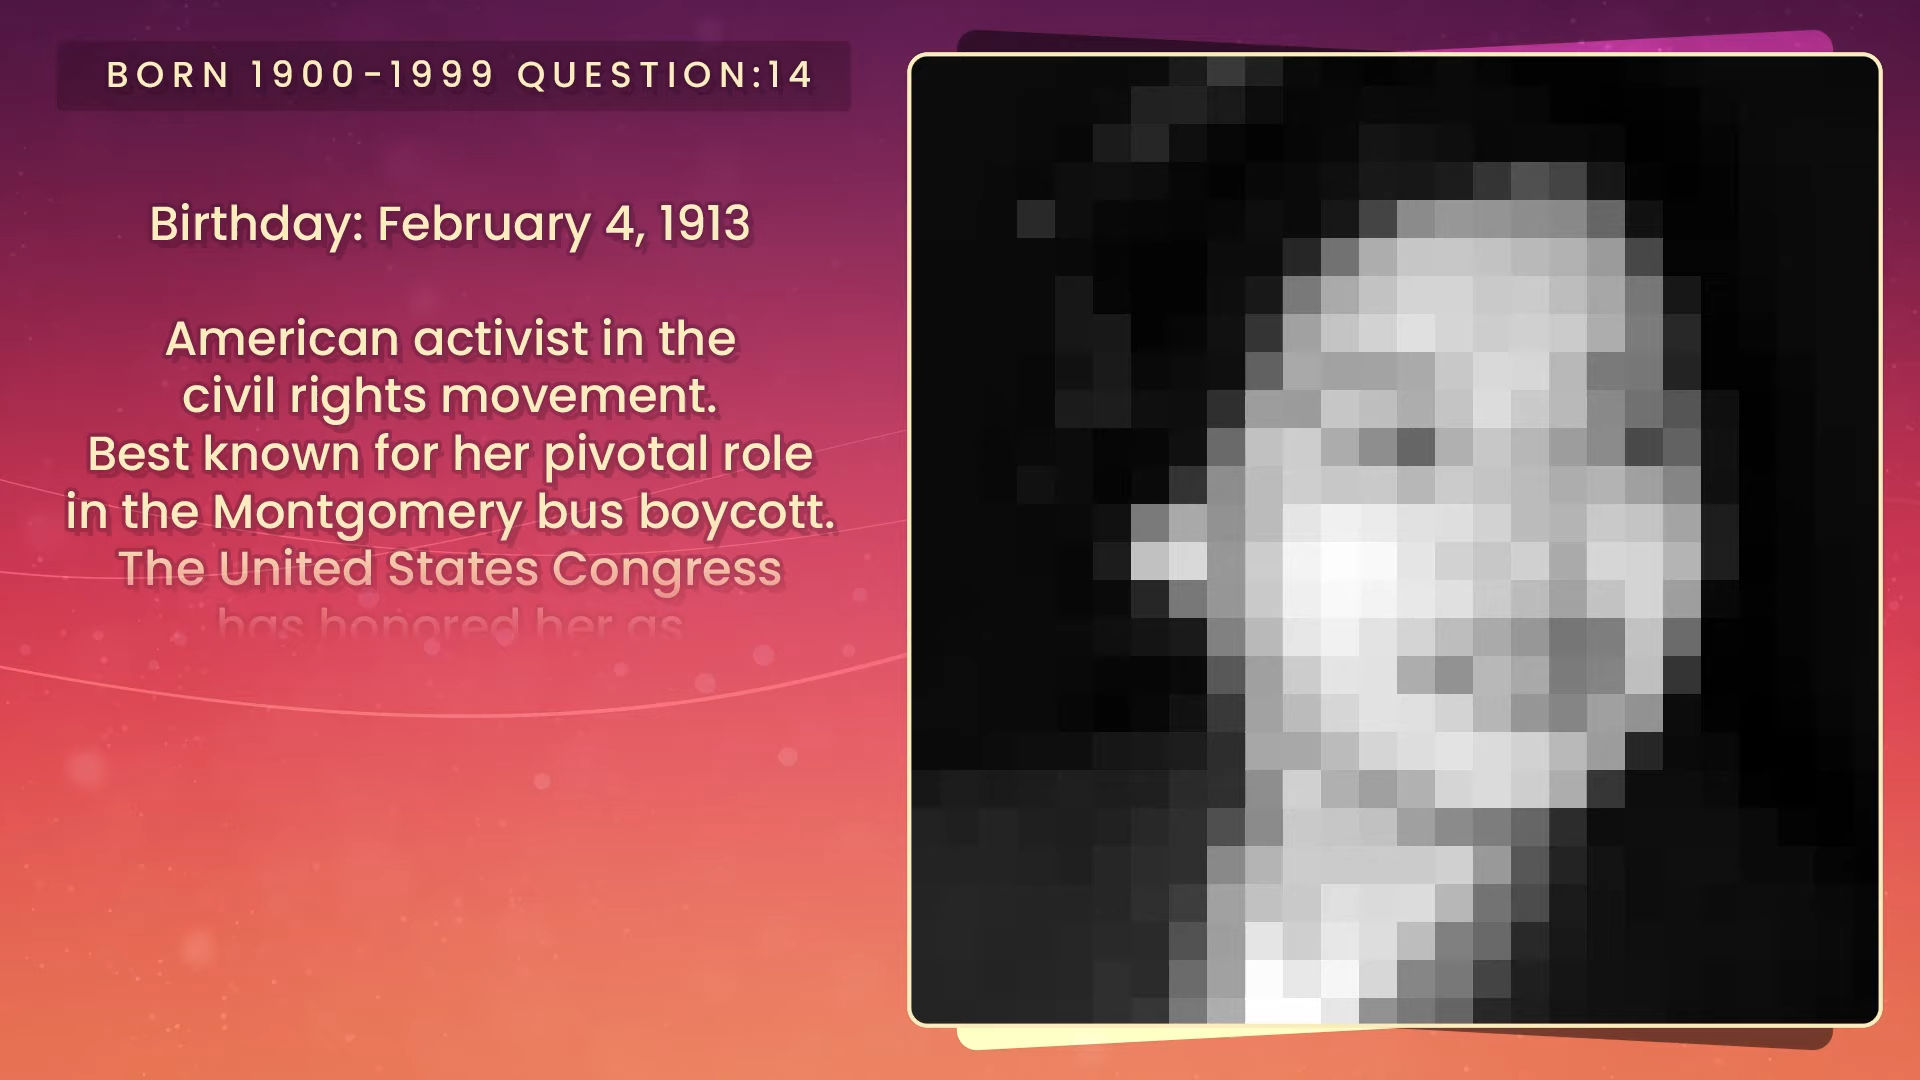 BORN 1900-1999 QUESTION:14
Birthday: February 4, 1913
American activist in the
civil rights movement.
Best known for her pivotal role
in the Montgomery bus boycott.
The United States Congress
has honored her as